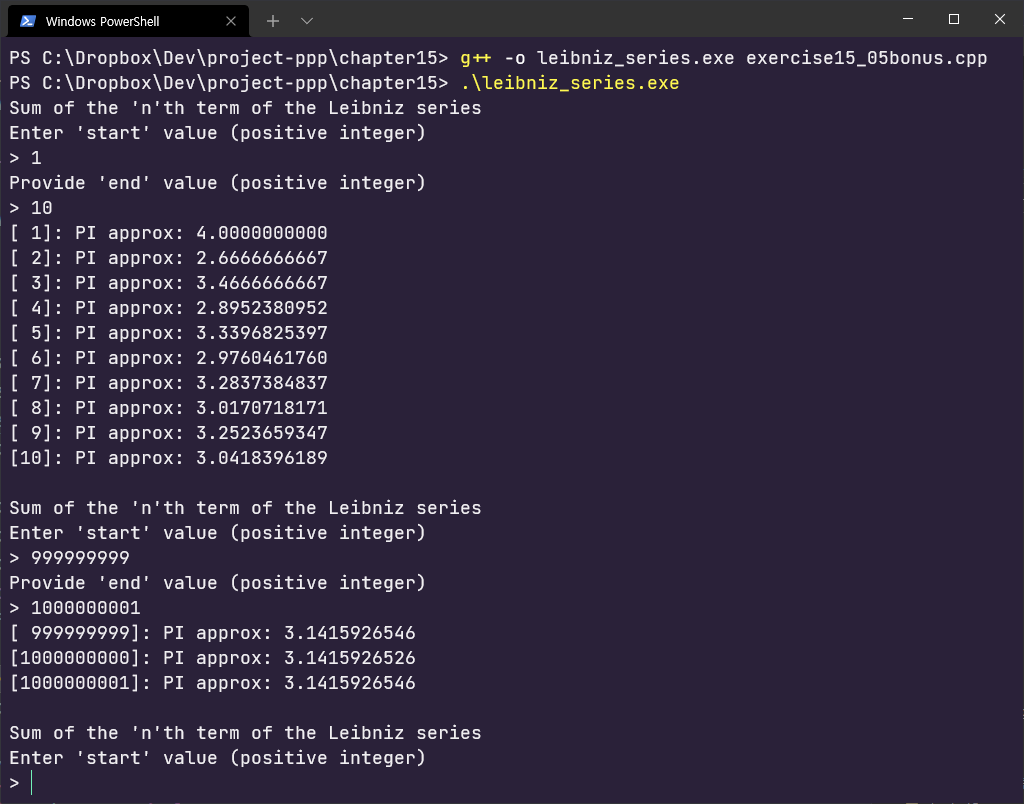 Windows PowerShell
PS C:\Dropbox\Dev\project-ppp\chapter15> g++ -o leibniz_series.exe exercise15_05bonus.cpp
PS C:\Dropbox\Dev\project-ppp\chapter15> .\leibniz_series.exe
Sum of the 'n'th term of the Leibniz series
Enter 'start' value (positive integer)
> 1
Provide 'end' value (positive integer)
> 10
[ 1]: PI approx: 4.0000000000
[ 2]: PI approx: 2.6666666667
[ 3]: PI approx: 3.4666666667
[ 4]: PI approx: 2.8952380952
[ 5]: PI approx: 3.3396825397
[ 6]: PI approx: 2.9760461760
[ 7]: PI approx: 3.2837384837
[ 8]: PI approx: 3.0170718171
[ 9]: PI approx: 3.2523659347
[10]: PI approx: 3.0418396189
Sum of the 'n'th term of the Leibniz series
Enter 'start' value (positive integer)
> 999999999
Provide 'end' value (positive integer)
> 1000000001
[ 999999999]: PI approx: 3.1415926546
[1000000000]: PI approx: 3.1415926526
[1000000001]: PI approx: 3.1415926546
Sum of the 'n'th term of the Leibniz series
Enter 'start' value (positive integer)
>